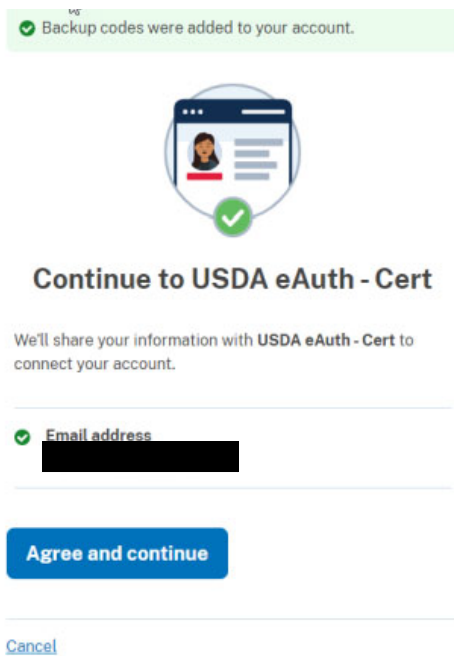 Backup codes were added to your account.
Continue to USDA eAuth - Cert
We'll share your information with USDA eAuth - Cert to
connect your account.
Email address
Agree and continue
Cancel